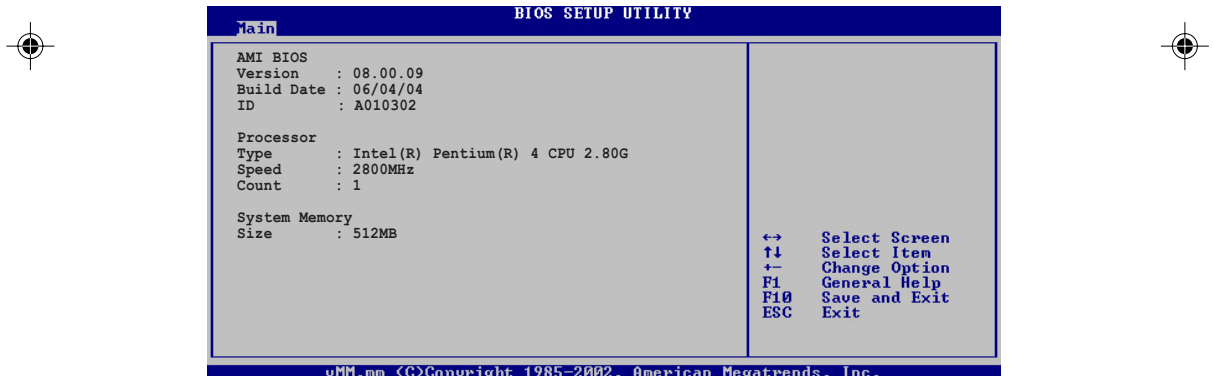 BIOS SETUP UTILITY
Main
AMI BIOS
Version : 08.00.09
Build Date : 06/04/04
ID : A010302
Processor
Type : Intel(R) Pentium(R) 4 CPU 2.80G
Speed : 2800MHz
Count : 1
System Memory
Size : 512MB
↔ Select Screen
↑↓ Select Item
+- Change Option
F1 General Help
F10 Save and Exit
ESC Exit
vMM.mm (C)Copyright 1985-2002, American Megatrends, Inc.